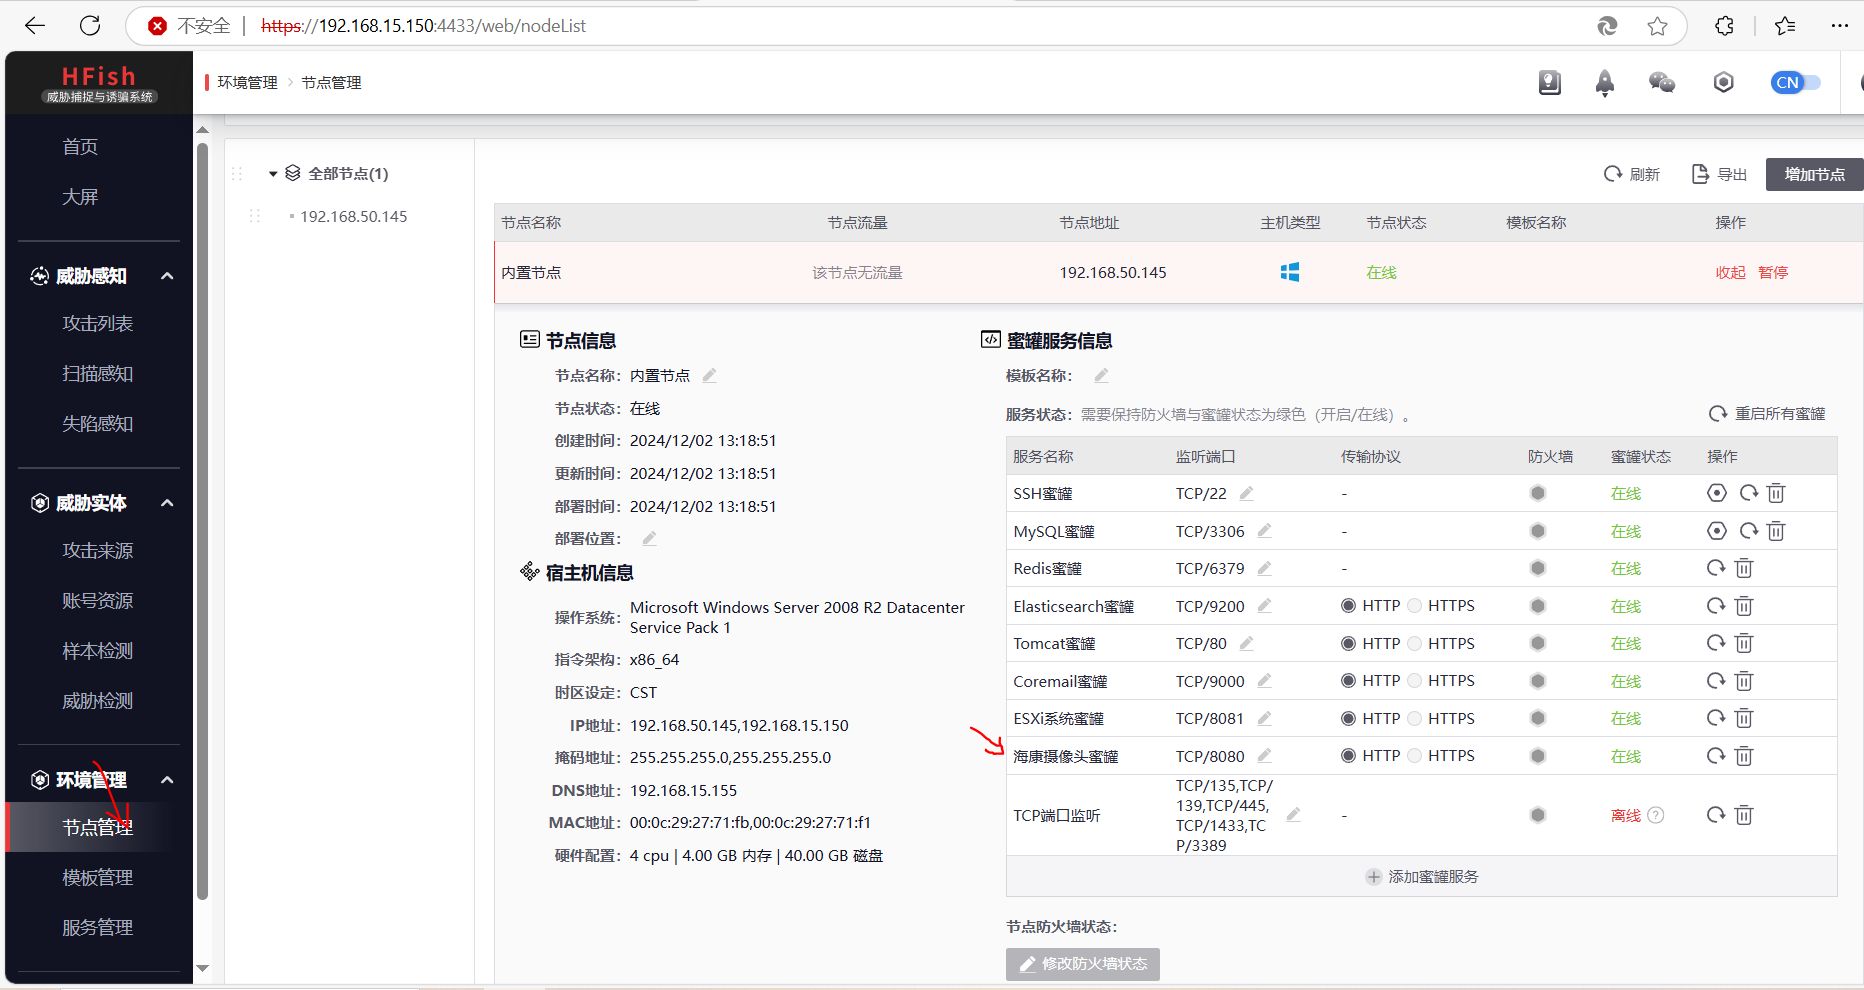 不安全 | https://192.168.15.150:4433/web/nodeList
HFish
威胁捕捉与诱骗系统
环境管理 > 节点管理
CN
首页
大屏
威胁感知
攻击列表
扫描感知
失陷感知
威胁实体
攻击来源
账号资源
样本检测
威胁检测
环境管理
节点管理
模板管理
服务管理
全部节点(1)
192.168.50.145
刷新 导出 增加节点
节点名称 节点流量 节点地址 主机类型 节点状态 模板名称 操作
内置节点 该节点无流量 192.168.50.145 在线 收起 暂停
节点信息
节点名称: 内置节点
节点状态: 在线
创建时间: 2024/12/02 13:18:51
更新时间: 2024/12/02 13:18:51
部署时间: 2024/12/02 13:18:51
部署位置:
宿主机信息
操作系统: Microsoft Windows Server 2008 R2 Datacenter
Service Pack 1
指令架构: x86_64
时区设定: CST
IP地址: 192.168.50.145,192.168.15.150
掩码地址: 255.255.255.0,255.255.255.0
DNS地址: 192.168.15.155
MAC地址: 00:0c:29:27:71:fb,00:0c:29:27:71:f1
硬件配置: 4 cpu | 4.00 GB 内存 | 40.00 GB 磁盘
蜜罐服务信息
模板名称:
服务状态: 需要保持防火墙与蜜罐状态为绿色（开启/在线）。 重启所有蜜罐
服务名称 监听端口 传输协议 防火墙 蜜罐状态 操作
SSH蜜罐 TCP/22 - 在线
MySQL蜜罐 TCP/3306 - 在线
Redis蜜罐 TCP/6379 - 在线
Elasticsearch蜜罐 TCP/9200 HTTP HTTPS 在线
Tomcat蜜罐 TCP/80 HTTP HTTPS 在线
Coremail蜜罐 TCP/9000 HTTP HTTPS 在线
ESXi系统蜜罐 TCP/8081 HTTP HTTPS 在线
海康摄像头蜜罐 TCP/8080 HTTP HTTPS 在线
TCP端口监听 TCP/135,TCP/
139,TCP/445,
TCP/1433,TC
P/3389 - 离线
添加蜜罐服务
节点防火墙状态:
修改防火墙状态